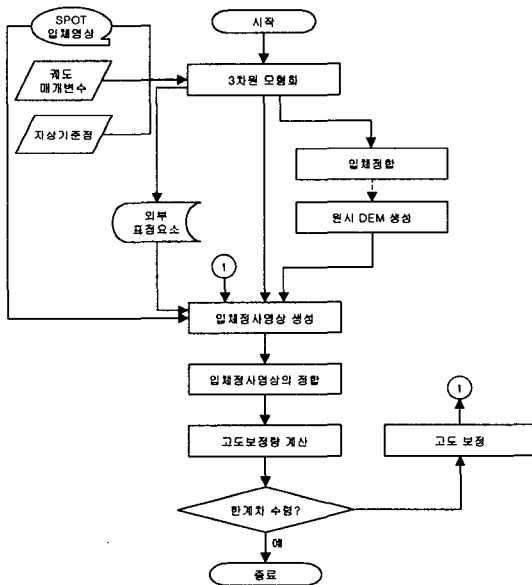 SPOT
입체영상
시작
궤도
매개변수
3차원 모형화
지상기준점
입체정합
외부
표정요소
원시 DEM 생성
1
입체정사영상 생성
입체정사영상의 정합
1
고도보정량 계산
고도 보정
한계차 수렴?
예
종료